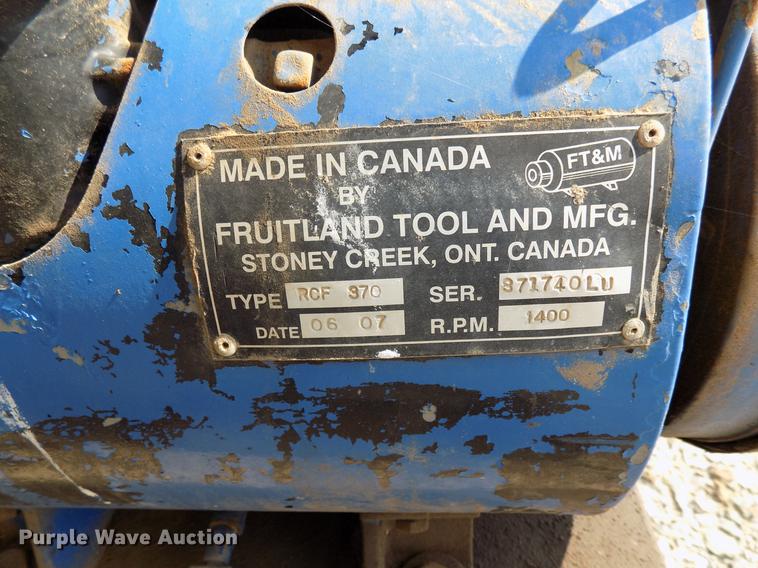 MADE IN CANADA
FT&M
BY
FRUITLAND TOOL AND MFG.
STONEY CREEK, ONT. CANADA
TYPE RCF 370 SER. 371740LU
DATE 06 07 R.P.M. 1400
Purple Wave Auction